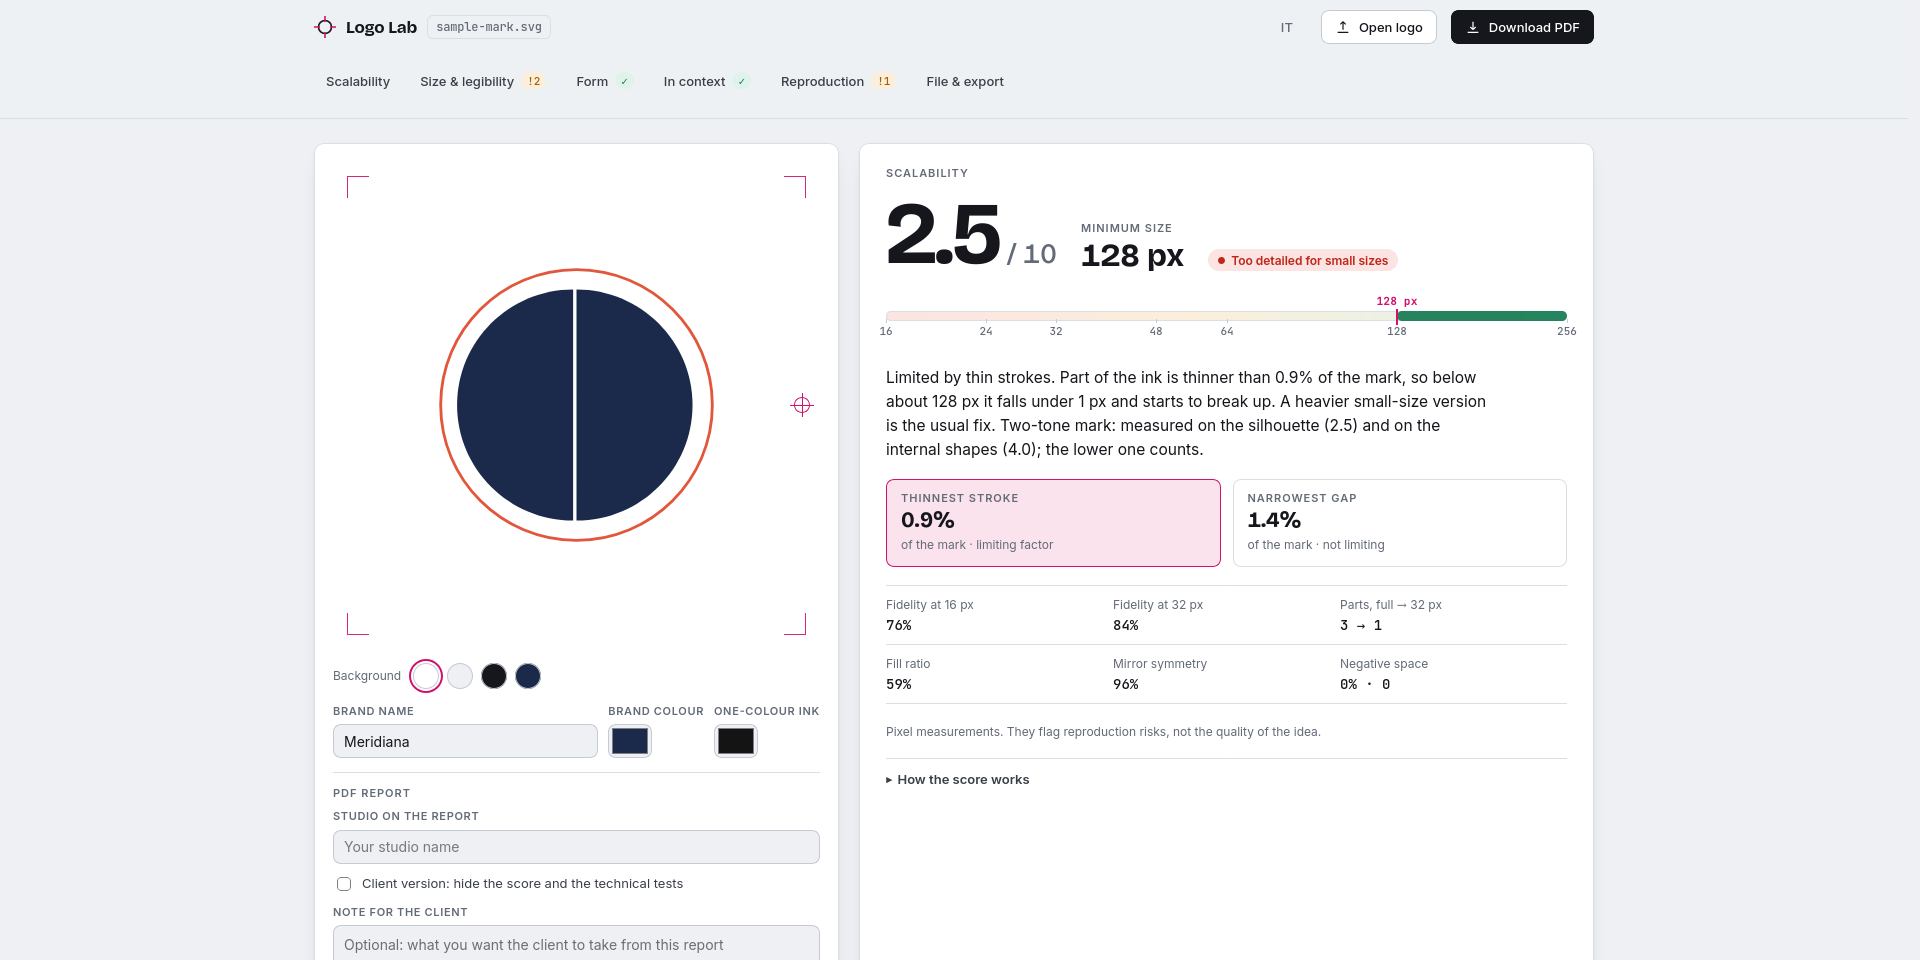 Logo Lab
sample-mark.svg
IT
Open logo
Download PDF
Scalability
Size & legibility !2
Form ✓
In context ✓
Reproduction !1
File & export
Background
BRAND NAME
Meridiana
BRAND COLOUR
ONE-COLOUR INK
PDF REPORT
STUDIO ON THE REPORT
Your studio name
Client version: hide the score and the technical tests
NOTE FOR THE CLIENT
Optional: what you want the client to take from this report
SCALABILITY
2.5 / 10
MINIMUM SIZE
128 px
Too detailed for small sizes
128 px
16 24 32 48 64 128 256
Limited by thin strokes. Part of the ink is thinner than 0.9% of the mark, so below
about 128 px it falls under 1 px and starts to break up. A heavier small-size version
is the usual fix. Two-tone mark: measured on the silhouette (2.5) and on the
internal shapes (4.0); the lower one counts.
THINNEST STROKE
0.9%
of the mark · limiting factor
NARROWEST GAP
1.4%
of the mark · not limiting
Fidelity at 16 px
76%
Fidelity at 32 px
84%
Parts, full → 32 px
3 → 1
Fill ratio
59%
Mirror symmetry
96%
Negative space
0% · 0
Pixel measurements. They flag reproduction risks, not the quality of the idea.
▸ How the score works